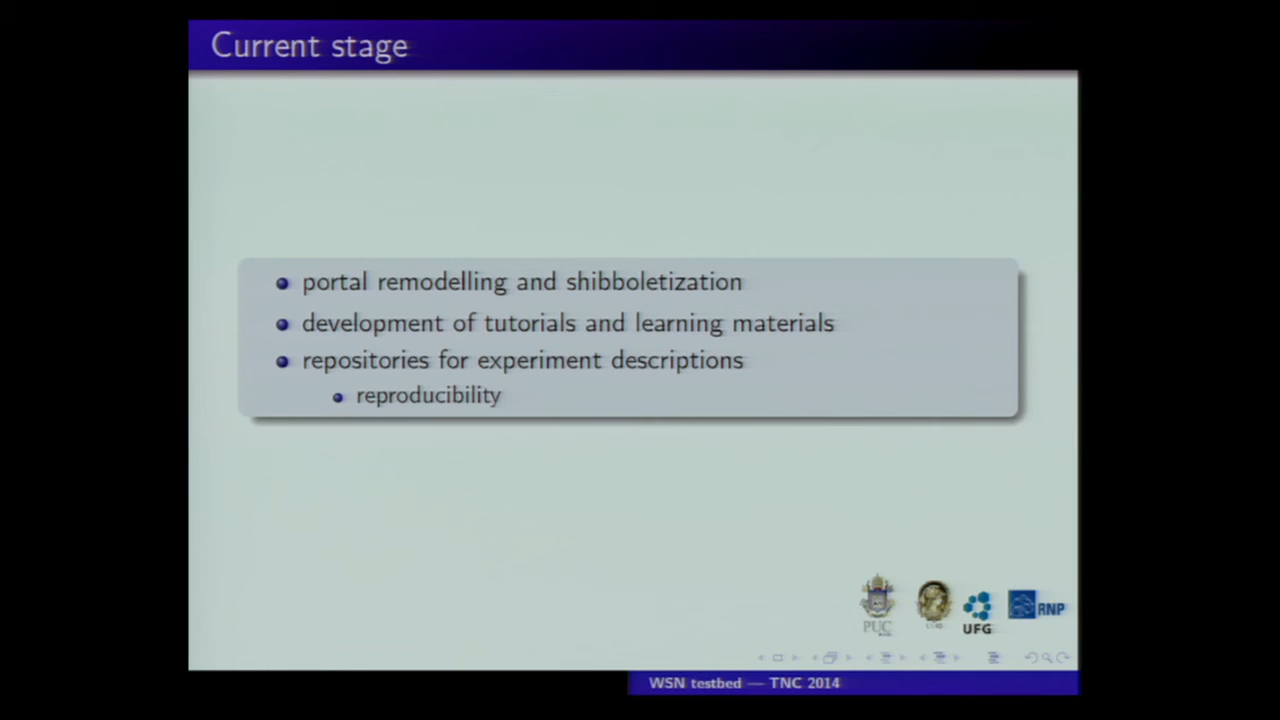 Current stage
portal remodelling and shibboletization
development of tutorials and learning materials
repositories for experiment descriptions
reproducibility
PUC
UFG
RNP
WSN testbed — TNC 2014